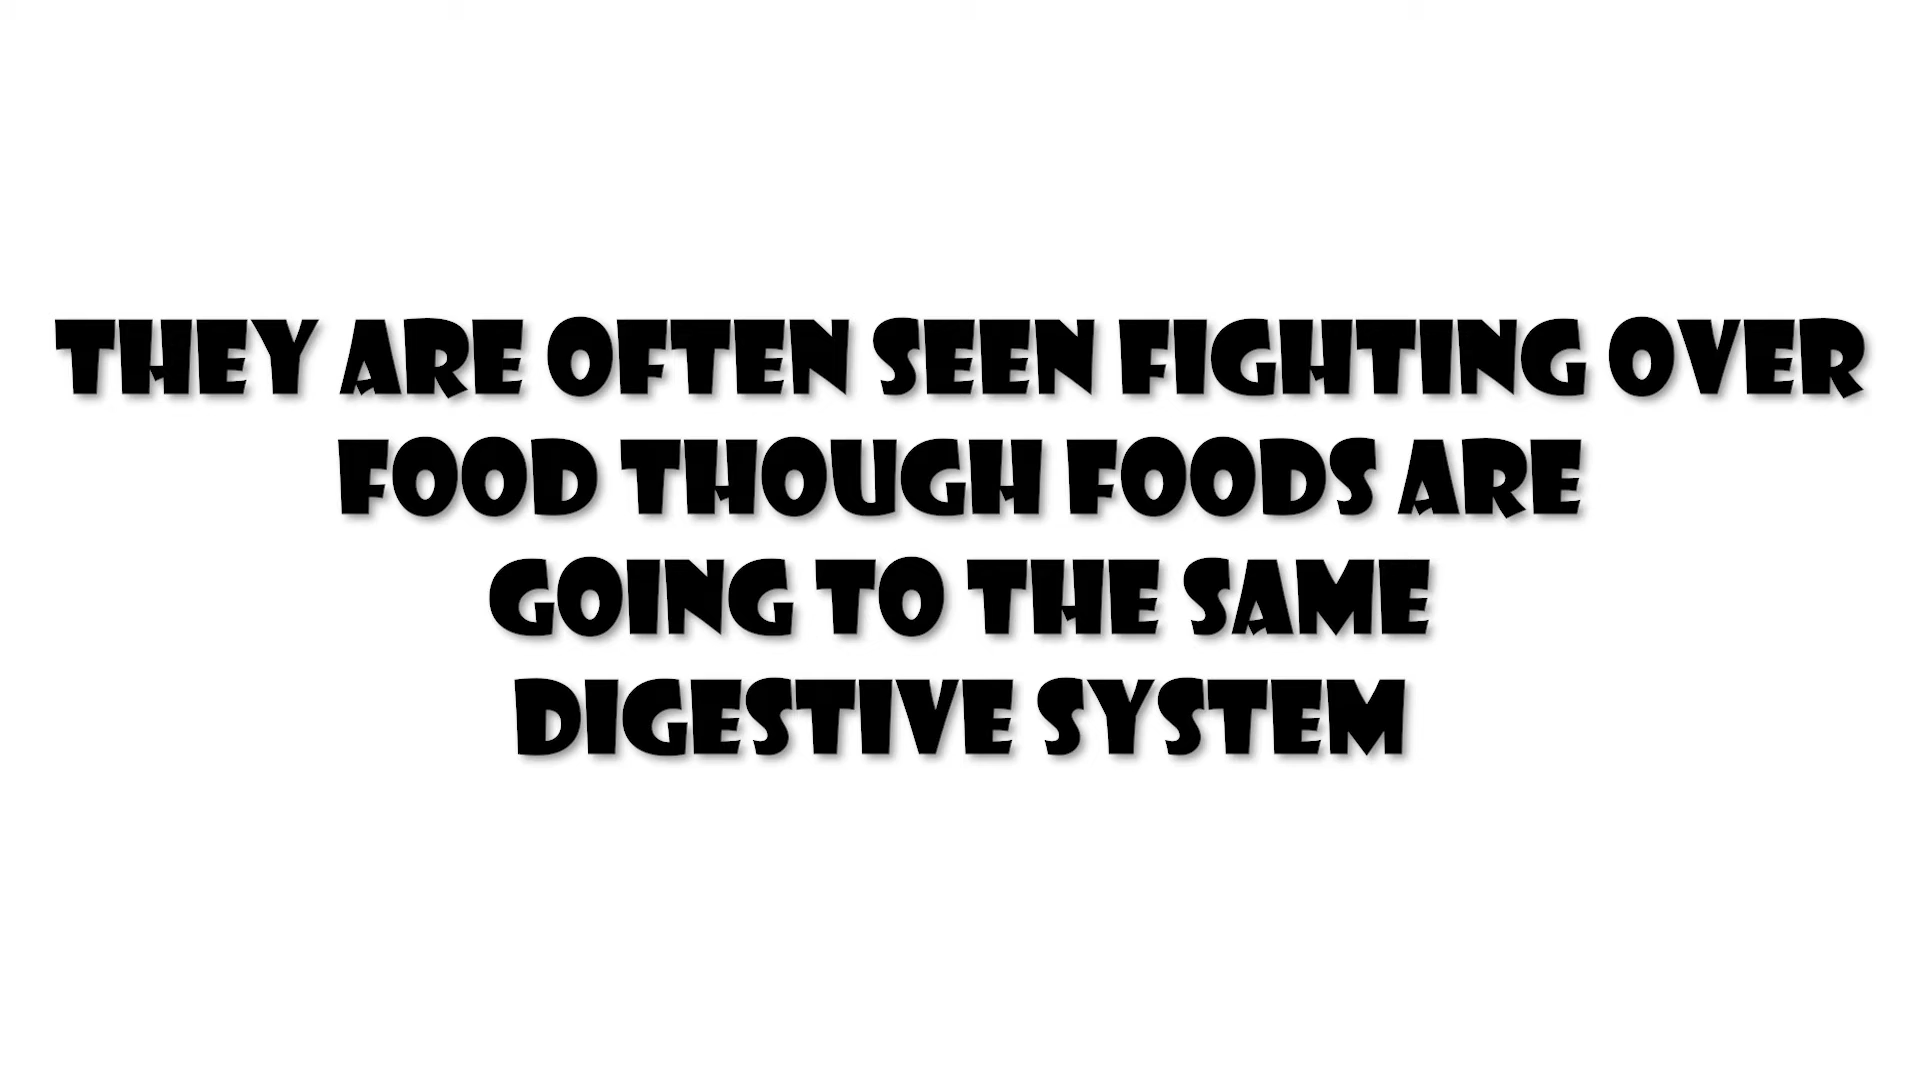 THEY ARE OFTEN SEEN FIGHTING OVER
FOOD THOUGH FOODS ARE
GOING TO THE SAME
DIGESTIVE SYSTEM